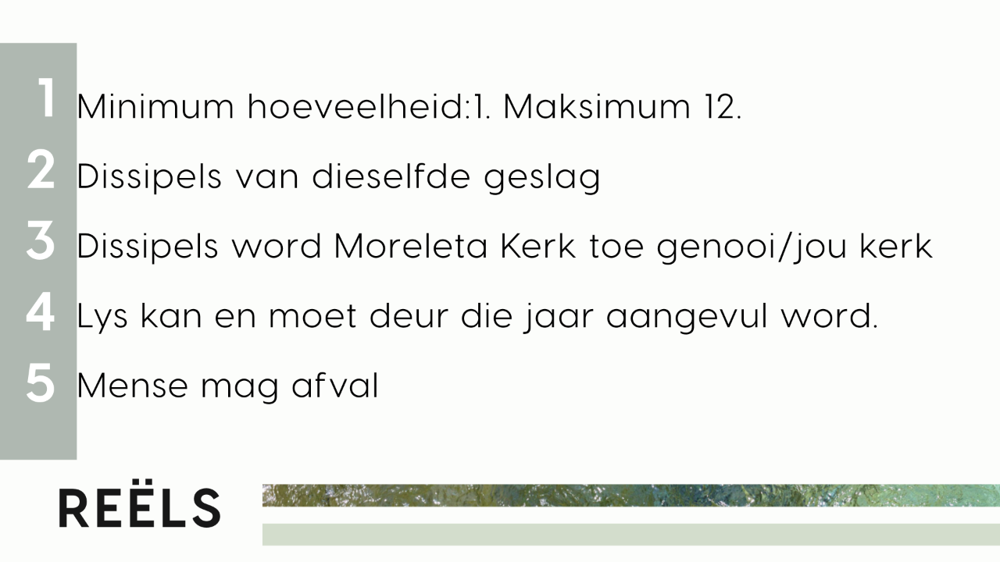 1 Minimum hoeveelheid:1. Maksimum 12.
2 Dissipels van dieselfde geslag
3 Dissipels word Moreleta Kerk toe genooi/jou kerk
4 Lys kan en moet deur die jaar aangevul word.
5 Mense mag afval
REËLS